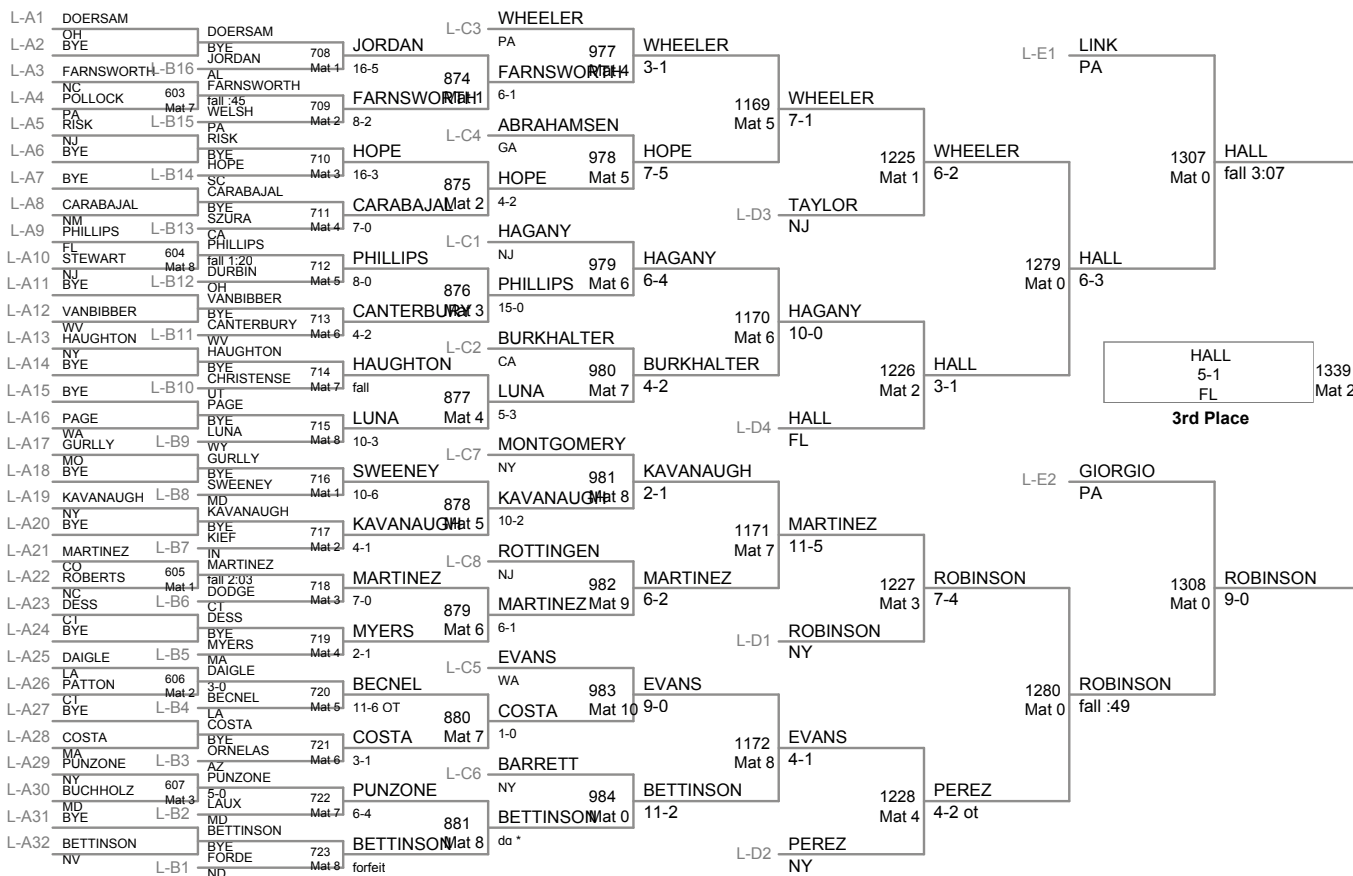 L-A1 DOERSAM
OH
L-A2 BYE
L-A3 FARNSWORTH
NC
L-A4 POLLOCK
PA
L-A5 RISK
NJ
L-A6 BYE
L-A7 BYE
L-A8 CARABAJAL
NM
L-A9 PHILLIPS
FL
L-A10 STEWART
NJ
L-A11 BYE
L-A12 VANBIBBER
WV
L-A13 HAUGHTON
NY
L-A14 BYE
L-A15 BYE
L-A16 PAGE
WA
L-A17 GURLLY
MO
L-A18 BYE
L-A19 KAVANAUGH
NY
L-A20 BYE
L-A21 MARTINEZ
CO
L-A22 ROBERTS
NC
L-A23 DESS
CT
L-A24 BYE
L-A25 DAIGLE
LA
L-A26 PATTON
CT
L-A27 BYE
L-A28 COSTA
MA
L-A29 PUNZONE
NY
L-A30 BUCHHOLZ
MD
L-A31 BYE
L-A32 BETTINSON
NV
603
Mat 7
604
Mat 8
605
Mat 1
606
Mat 2
607
Mat 3
DOERSAM
BYE
L-B16 JORDAN
AL
FARNSWORTH
fall :45
L-B15 WELSH
PA
RISK
BYE
L-B14 HOPE
SC
CARABAJAL
BYE
L-B13 SZURA
CA
PHILLIPS
fall 1:20
L-B12 DURBIN
OH
VANBIBBER
BYE
L-B11 CANTERBURY
WV
HAUGHTON
BYE
L-B10 CHRISTENSE
UT
PAGE
BYE
L-B9 LUNA
WY
GURLLY
BYE
L-B8 SWEENEY
MD
KAVANAUGH
BYE
L-B7 KIEF
IN
MARTINEZ
fall 2:03
L-B6 DODGE
CT
DESS
BYE
L-B5 MYERS
MA
DAIGLE
3-0
L-B4 BECNEL
LA
COSTA
BYE
L-B3 ORNELAS
AZ
PUNZONE
5-0
L-B2 LAUX
MD
BETTINSON
BYE
L-B1 FORDE
ND
708
Mat 1
709
Mat 2
710
Mat 3
711
Mat 4
712
Mat 5
713
Mat 6
714
Mat 7
715
Mat 8
716
Mat 1
717
Mat 2
718
Mat 3
719
Mat 4
720
Mat 5
721
Mat 6
722
Mat 7
723
Mat 8
JORDAN
16-5
FARNSWORTH
8-2
HOPE
16-3
CARABAJAL
7-0
PHILLIPS
8-0
CANTERBURY
4-2
HAUGHTON
fall
LUNA
10-3
SWEENEY
10-6
KAVANAUGH
4-1
MARTINEZ
7-0
MYERS
2-1
BECNEL
11-6 OT
COSTA
3-1
PUNZONE
6-4
BETTINSON
forfeit
874
Mat 1
875
Mat 2
876
Mat 3
877
Mat 4
878
Mat 5
879
Mat 6
880
Mat 7
881
Mat 8
L-C3 WHEELER
PA
FARNSWORTH
6-1
L-C4 ABRAHAMSEN
GA
HOPE
4-2
L-C1 HAGANY
NJ
PHILLIPS
15-0
L-C2 BURKHALTER
CA
LUNA
5-3
L-C7 MONTGOMERY
NY
KAVANAUGH
10-2
L-C8 ROTTINGEN
NJ
MARTINEZ
6-1
L-C5 EVANS
WA
COSTA
1-0
L-C6 BARRETT
NY
BETTINSON
dq *
977
Mat 4
978
Mat 5
979
Mat 6
980
Mat 7
981
Mat 8
982
Mat 9
983
Mat 10
984
Mat 0
WHEELER
3-1
HOPE
7-5
HAGANY
6-4
BURKHALTER
4-2
KAVANAUGH
2-1
MARTINEZ
6-2
EVANS
9-0
BETTINSON
11-2
1169
Mat 5
1170
Mat 6
1171
Mat 7
1172
Mat 8
WHEELER
7-1
L-D3 TAYLOR
NJ
HAGANY
10-0
L-D4 HALL
FL
MARTINEZ
11-5
L-D1 ROBINSON
NY
EVANS
4-1
L-D2 PEREZ
NY
1225
Mat 1
1226
Mat 2
1227
Mat 3
1228
Mat 4
WHEELER
6-2
HALL
3-1
ROBINSON
7-4
PEREZ
4-2 ot
1279
Mat 0
1280
Mat 0
L-E1 LINK
PA
HALL
6-3
L-E2 GIORGIO
PA
ROBINSON
fall :49
1307
Mat 0
1308
Mat 0
HALL
fall 3:07
ROBINSON
9-0
HALL
5-1
FL
3rd Place
1339
Mat 2